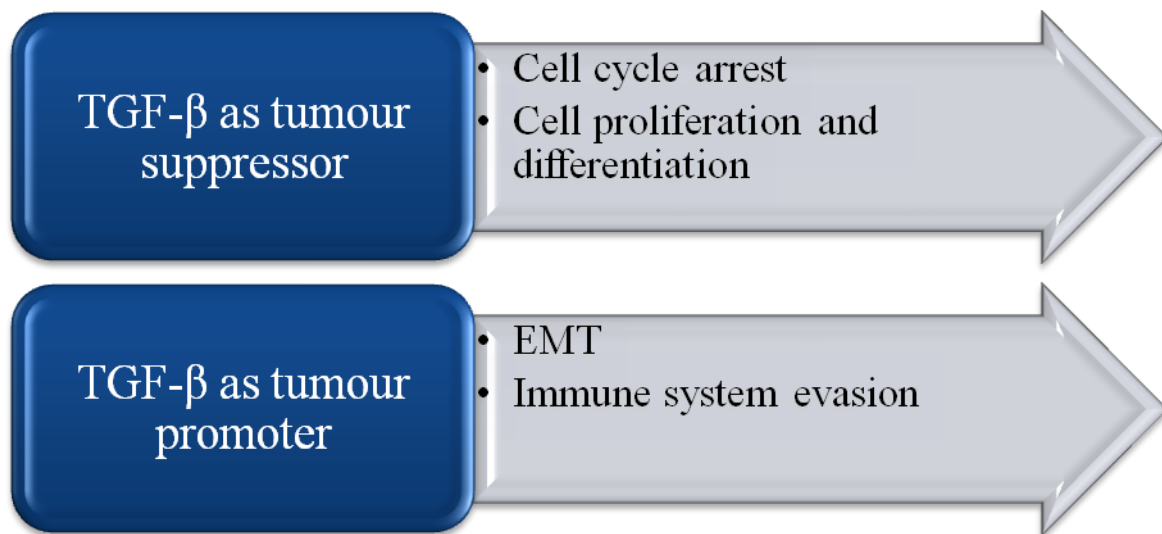 TGF-β as tumour
suppressor
• Cell cycle arrest
• Cell proliferation and
differentiation
TGF-β as tumour
promoter
• EMT
• Immune system evasion